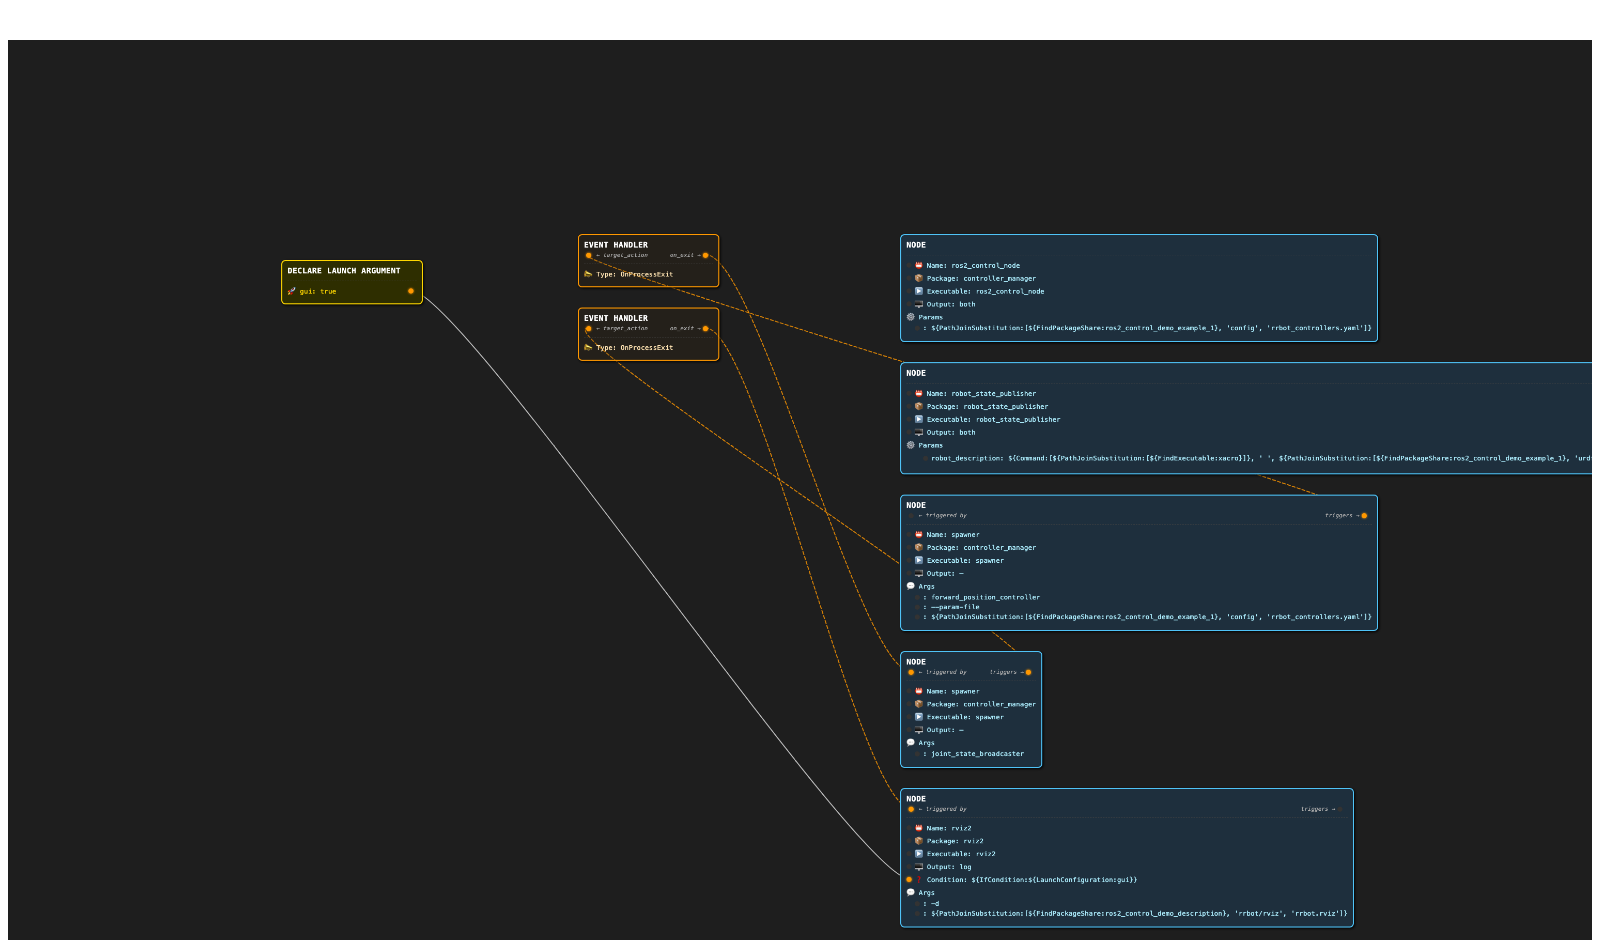 DECLARE LAUNCH ARGUMENT
gui: true
EVENT HANDLER
← target_action on_exit →
Type: OnProcessExit
EVENT HANDLER
← target_action on_exit →
Type: OnProcessExit
NODE
Name: ros2_control_node
Package: controller_manager
Executable: ros2_control_node
Output: both
Params
: ${PathJoinSubstitution:[${FindPackageShare:ros2_control_demo_example_1}, 'config', 'rrbot_controllers.yaml']}
NODE
Name: robot_state_publisher
Package: robot_state_publisher
Executable: robot_state_publisher
Output: both
Params
robot_description: ${Command:[${PathJoinSubstitution:[${FindExecutable:xacro}]}, ' ', ${PathJoinSubstitution:[${FindPackageShare:ros2_control_demo_example_1}, 'urd
NODE
← triggered by triggers →
Name: spawner
Package: controller_manager
Executable: spawner
Output: —
Args
: forward_position_controller
: --param-file
: ${PathJoinSubstitution:[${FindPackageShare:ros2_control_demo_example_1}, 'config', 'rrbot_controllers.yaml']}
NODE
← triggered by triggers →
Name: spawner
Package: controller_manager
Executable: spawner
Output: —
Args
: joint_state_broadcaster
NODE
← triggered by triggers →
Name: rviz2
Package: rviz2
Executable: rviz2
Output: log
Condition: ${IfCondition:${LaunchConfiguration:gui}}
Args
: -d
: ${PathJoinSubstitution:[${FindPackageShare:ros2_control_demo_description}, 'rrbot/rviz', 'rrbot.rviz']}